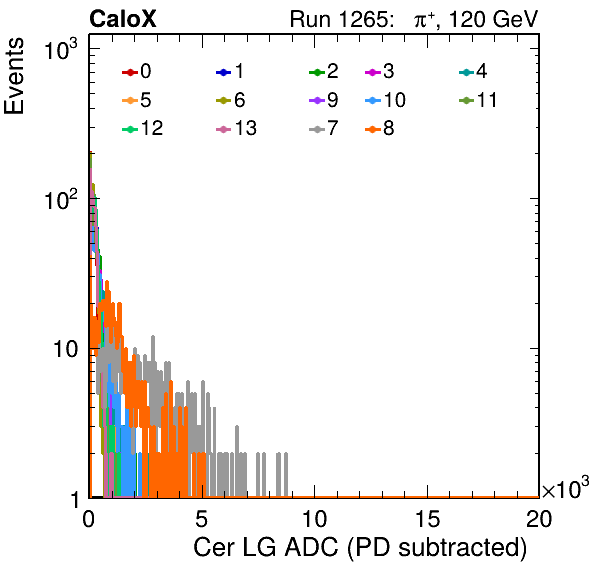 CaloX Run 1265: π⁺, 120 GeV
Events
10³
10²
10
1
0 1 2 3 4
5 6 9 10 11
12 13 7 8
0 5 10 15 20
×10³
Cer LG ADC (PD subtracted)